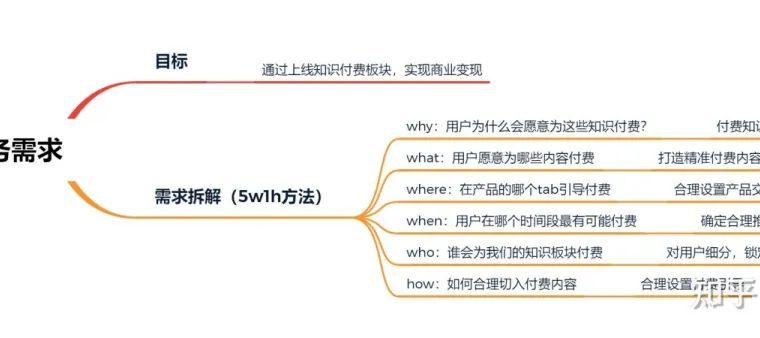 目标
通过上线知识付费板块，实现商业变现
务需求
需求拆解（5w1h方法）
why：用户为什么会愿意为这些知识付费？ 付费知识
what：用户愿意为哪些内容付费 打造精准付费内容
where：在产品的哪个tab引导付费 合理设置产品交
when：用户在哪个时间段最有可能付费 确定合理推
who：谁会为我们的知识板块付费 对用户细分，锁定
how：如何合理切入付费内容 合理设置
知乎